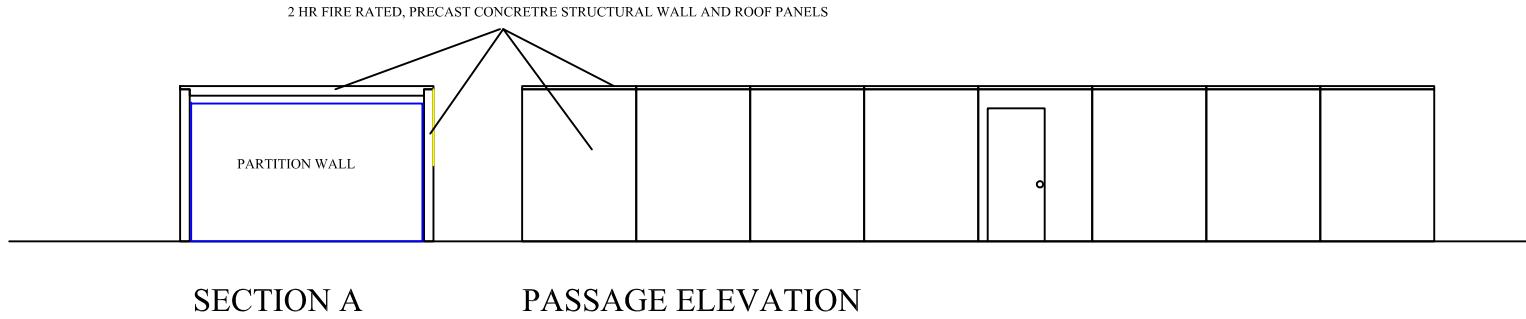 2 HR FIRE RATED, PRECAST CONCRETRE STRUCTURAL WALL AND ROOF PANELS
PARTITION WALL
SECTION A
PASSAGE ELEVATION